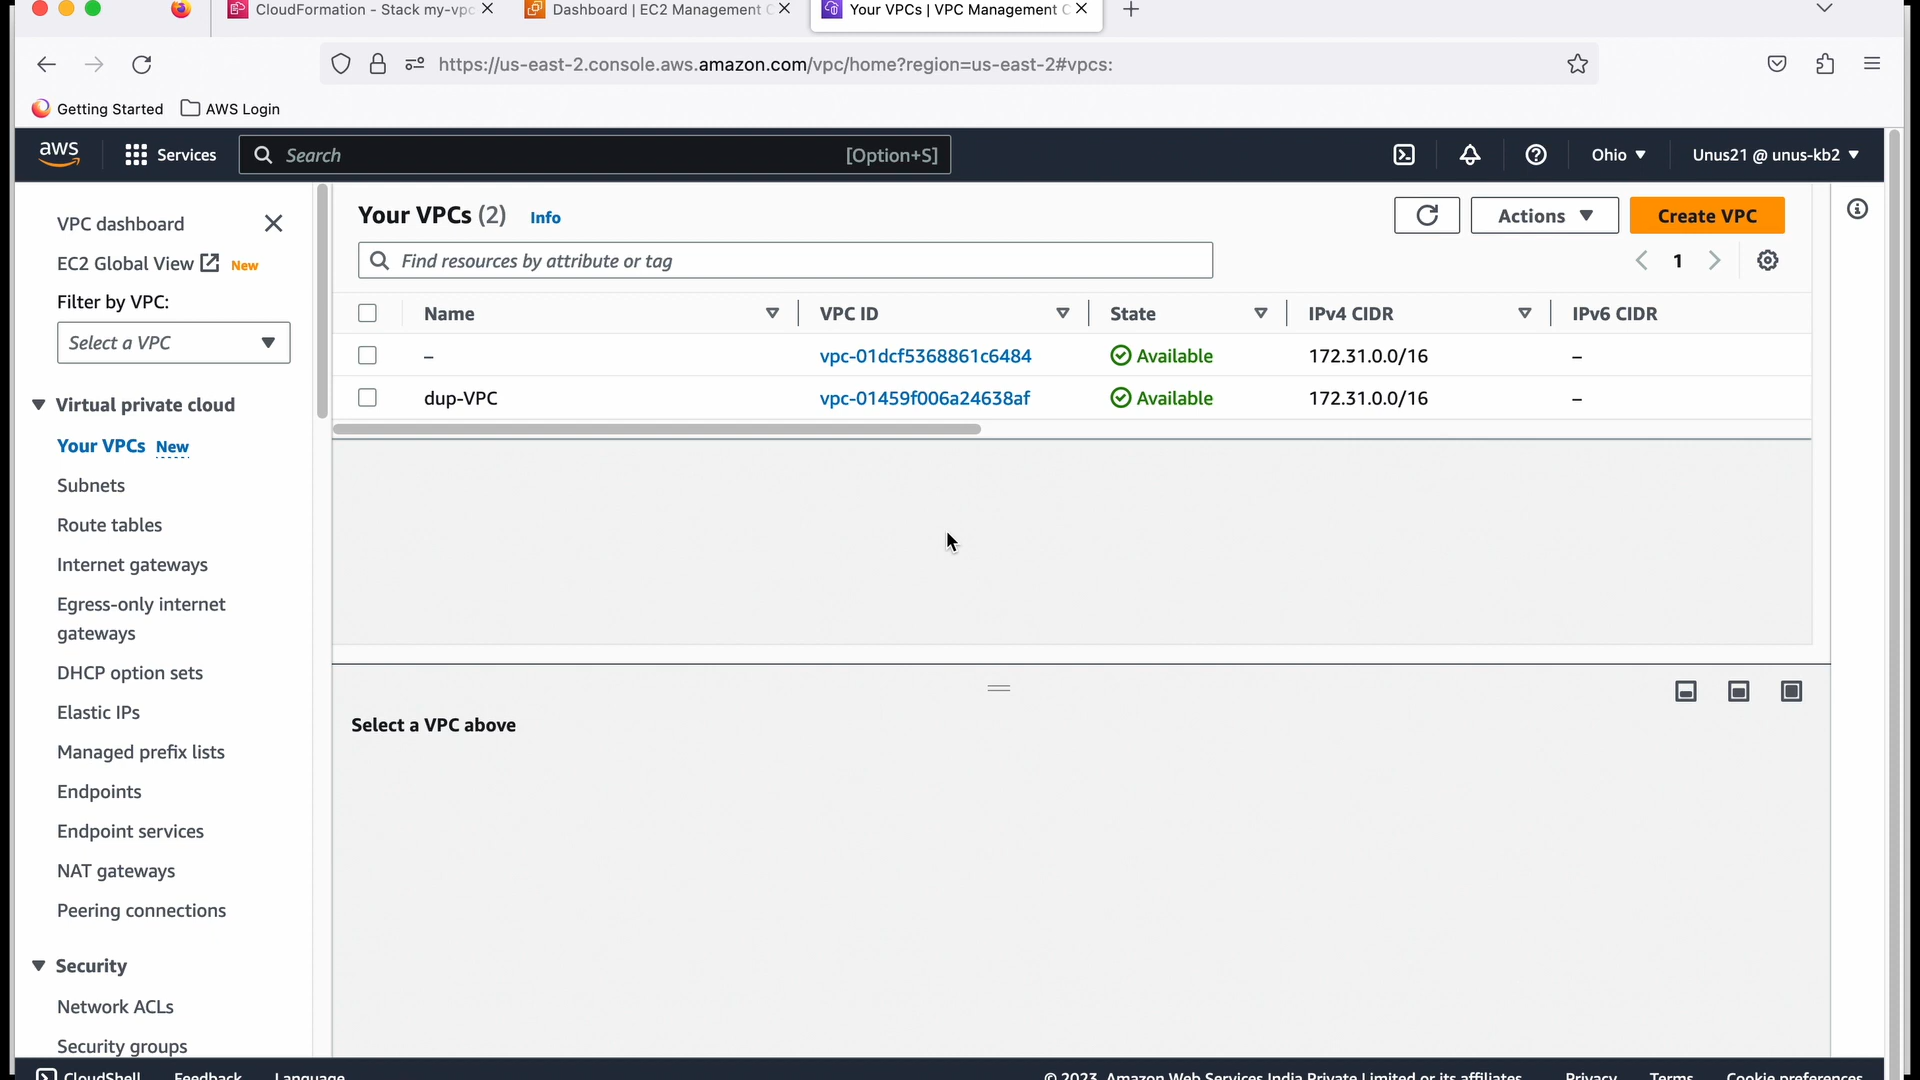 CloudFormation - Stack my-vpc
Dashboard | EC2 Management C
Your VPCs | VPC Management C
https://us-east-2.console.aws.amazon.com/vpc/home?region=us-east-2#vpcs:
Getting Started
AWS Login
aws
Services
Search
[Option+S]
Ohio
Unus21 @ unus-kb2
VPC dashboard
EC2 Global View New
Filter by VPC:
Select a VPC
Virtual private cloud
Your VPCs New
Subnets
Route tables
Internet gateways
Egress-only internet
gateways
DHCP option sets
Elastic IPs
Managed prefix lists
Endpoints
Endpoint services
NAT gateways
Peering connections
Security
Network ACLs
Security groups
Your VPCs (2) Info
Actions
Create VPC
Find resources by attribute or tag
1
Name VPC ID State IPv4 CIDR IPv6 CIDR
– vpc-01dcf5368861c6484 Available 172.31.0.0/16 –
dup-VPC vpc-01459f006a24638af Available 172.31.0.0/16 –
Select a VPC above
CloudShell Feedback Language © 2023, Amazon Web Services India Private Limited or its affiliates. Privacy Terms Cookie preferences